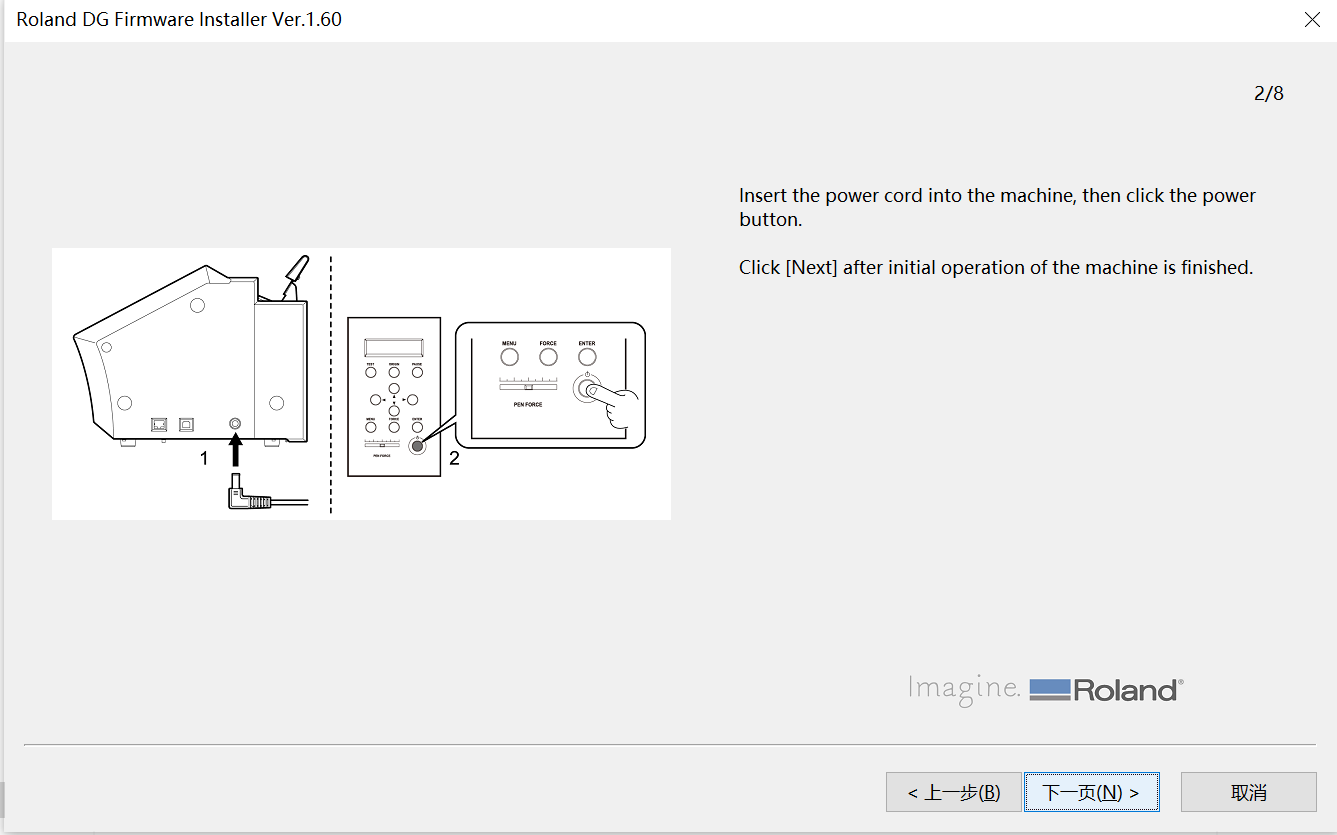 Roland DG Firmware Installer Ver.1.60
2/8
Insert the power cord into the machine, then click the power
button.
Click [Next] after initial operation of the machine is finished.
1
TEST
ORIGIN
PAUSE
MENU
FORCE
ENTER
PEN FORCE
2
MENU
FORCE
ENTER
PEN FORCE
Imagine. Roland®
< 上一步(B)
下一页(N) >
取消